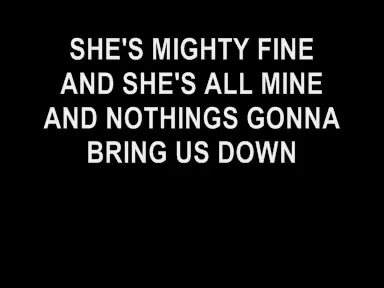 SHE'S MIGHTY FINE
AND SHE'S ALL MINE
AND NOTHINGS GONNA
BRING US DOWN